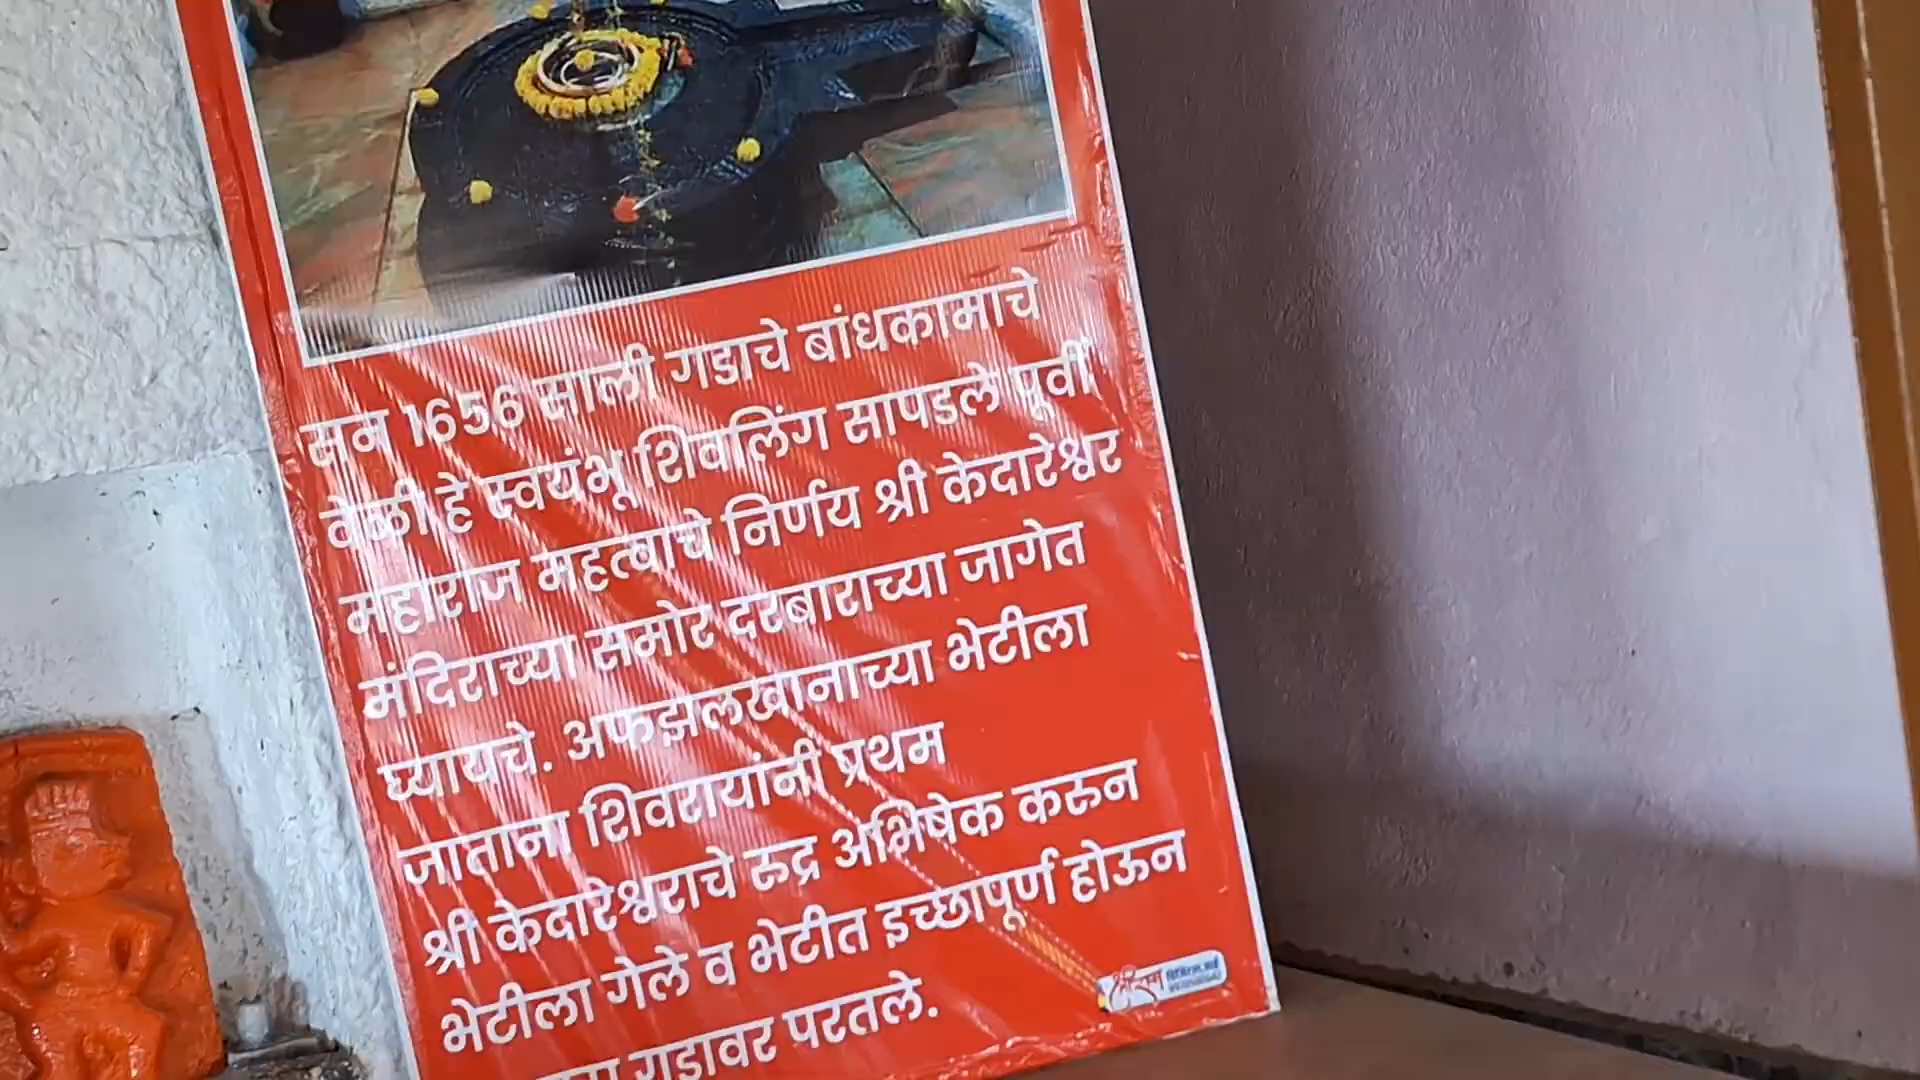 सन 1656 साली गडाचे बांधकामाचे
वेळी हे स्वयंभू शिवलिंग सापडले पूर्वी
महाराज महत्वाचे निर्णय श्री केदारेश्वर
मंदिराच्या समोर दरबाराच्या जागेत
घ्यायचे. अफझलखानाच्या भेटीला
जाताना शिवरायांनी प्रथम
श्री केदारेश्वराचे रुद्र अभिषेक करुन
भेटीला गेले व भेटीत इच्छापूर्ण होऊन
गडावर परतले.